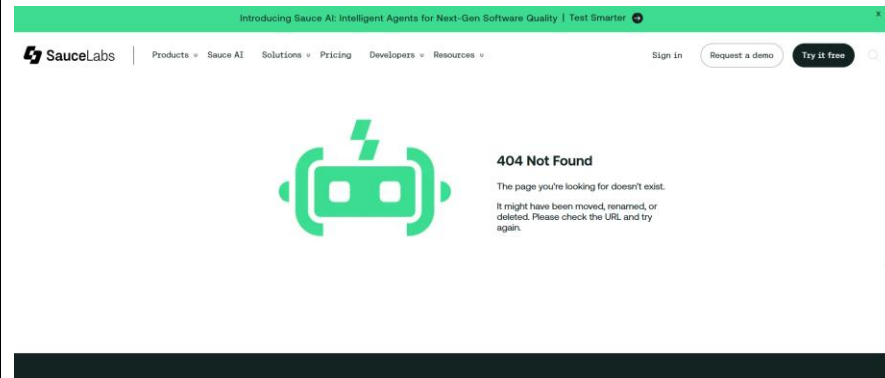 Introducing Sauce AI: Intelligent Agents for Next-Gen Software Quality | Test Smarter
x
SauceLabs
Products Sauce AI Solutions Pricing Developers Resources
Sign in Request a demo Try it free
404 Not Found
The page you're looking for doesn't exist.
It might have been moved, renamed, or
deleted. Please check the URL and try
again.